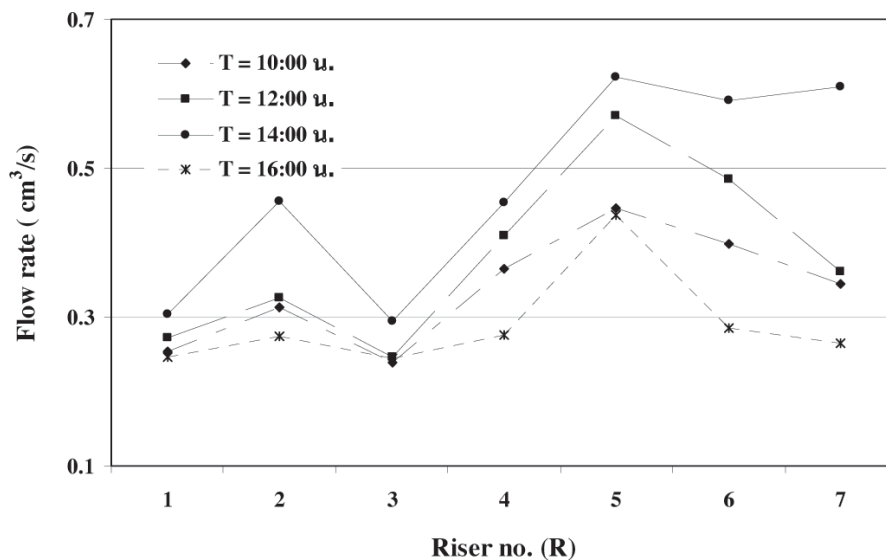 0.7
T = 10:00 น.
T = 12:00 น.
T = 14:00 น.
T = 16:00 น.
0.5
0.3
0.1
Flow rate ( cm³/s)
1 2 3 4 5 6 7
Riser no. (R)